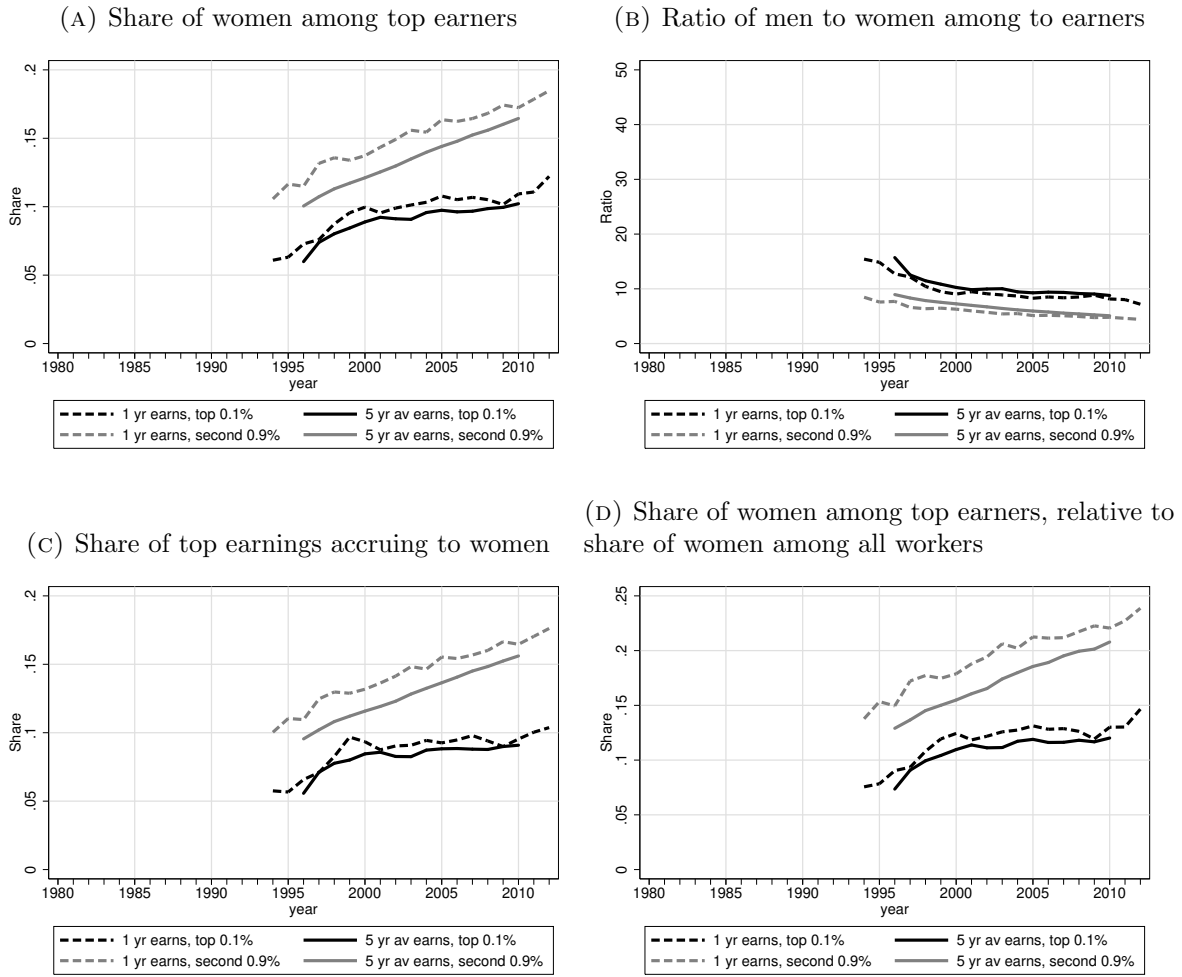 (A) Share of women among top earners
.2
.15
.1
.05
0
Share
1980 1985 1990 1995 2000 2005 2010
year
1 yr earns, top 0.1% 5 yr av earns, top 0.1%
1 yr earns, second 0.9% 5 yr av earns, second 0.9%
(B) Ratio of men to women among to earners
50
40
30
20
10
0
Ratio
1980 1985 1990 1995 2000 2005 2010
year
1 yr earns, top 0.1% 5 yr av earns, top 0.1%
1 yr earns, second 0.9% 5 yr av earns, second 0.9%
(C) Share of top earnings accruing to women
.2
.15
.1
.05
0
Share
1980 1985 1990 1995 2000 2005 2010
year
1 yr earns, top 0.1% 5 yr av earns, top 0.1%
1 yr earns, second 0.9% 5 yr av earns, second 0.9%
(D) Share of women among top earners, relative to
share of women among all workers
.25
.2
.15
.1
.05
0
Share
1980 1985 1990 1995 2000 2005 2010
year
1 yr earns, top 0.1% 5 yr av earns, top 0.1%
1 yr earns, second 0.9% 5 yr av earns, second 0.9%